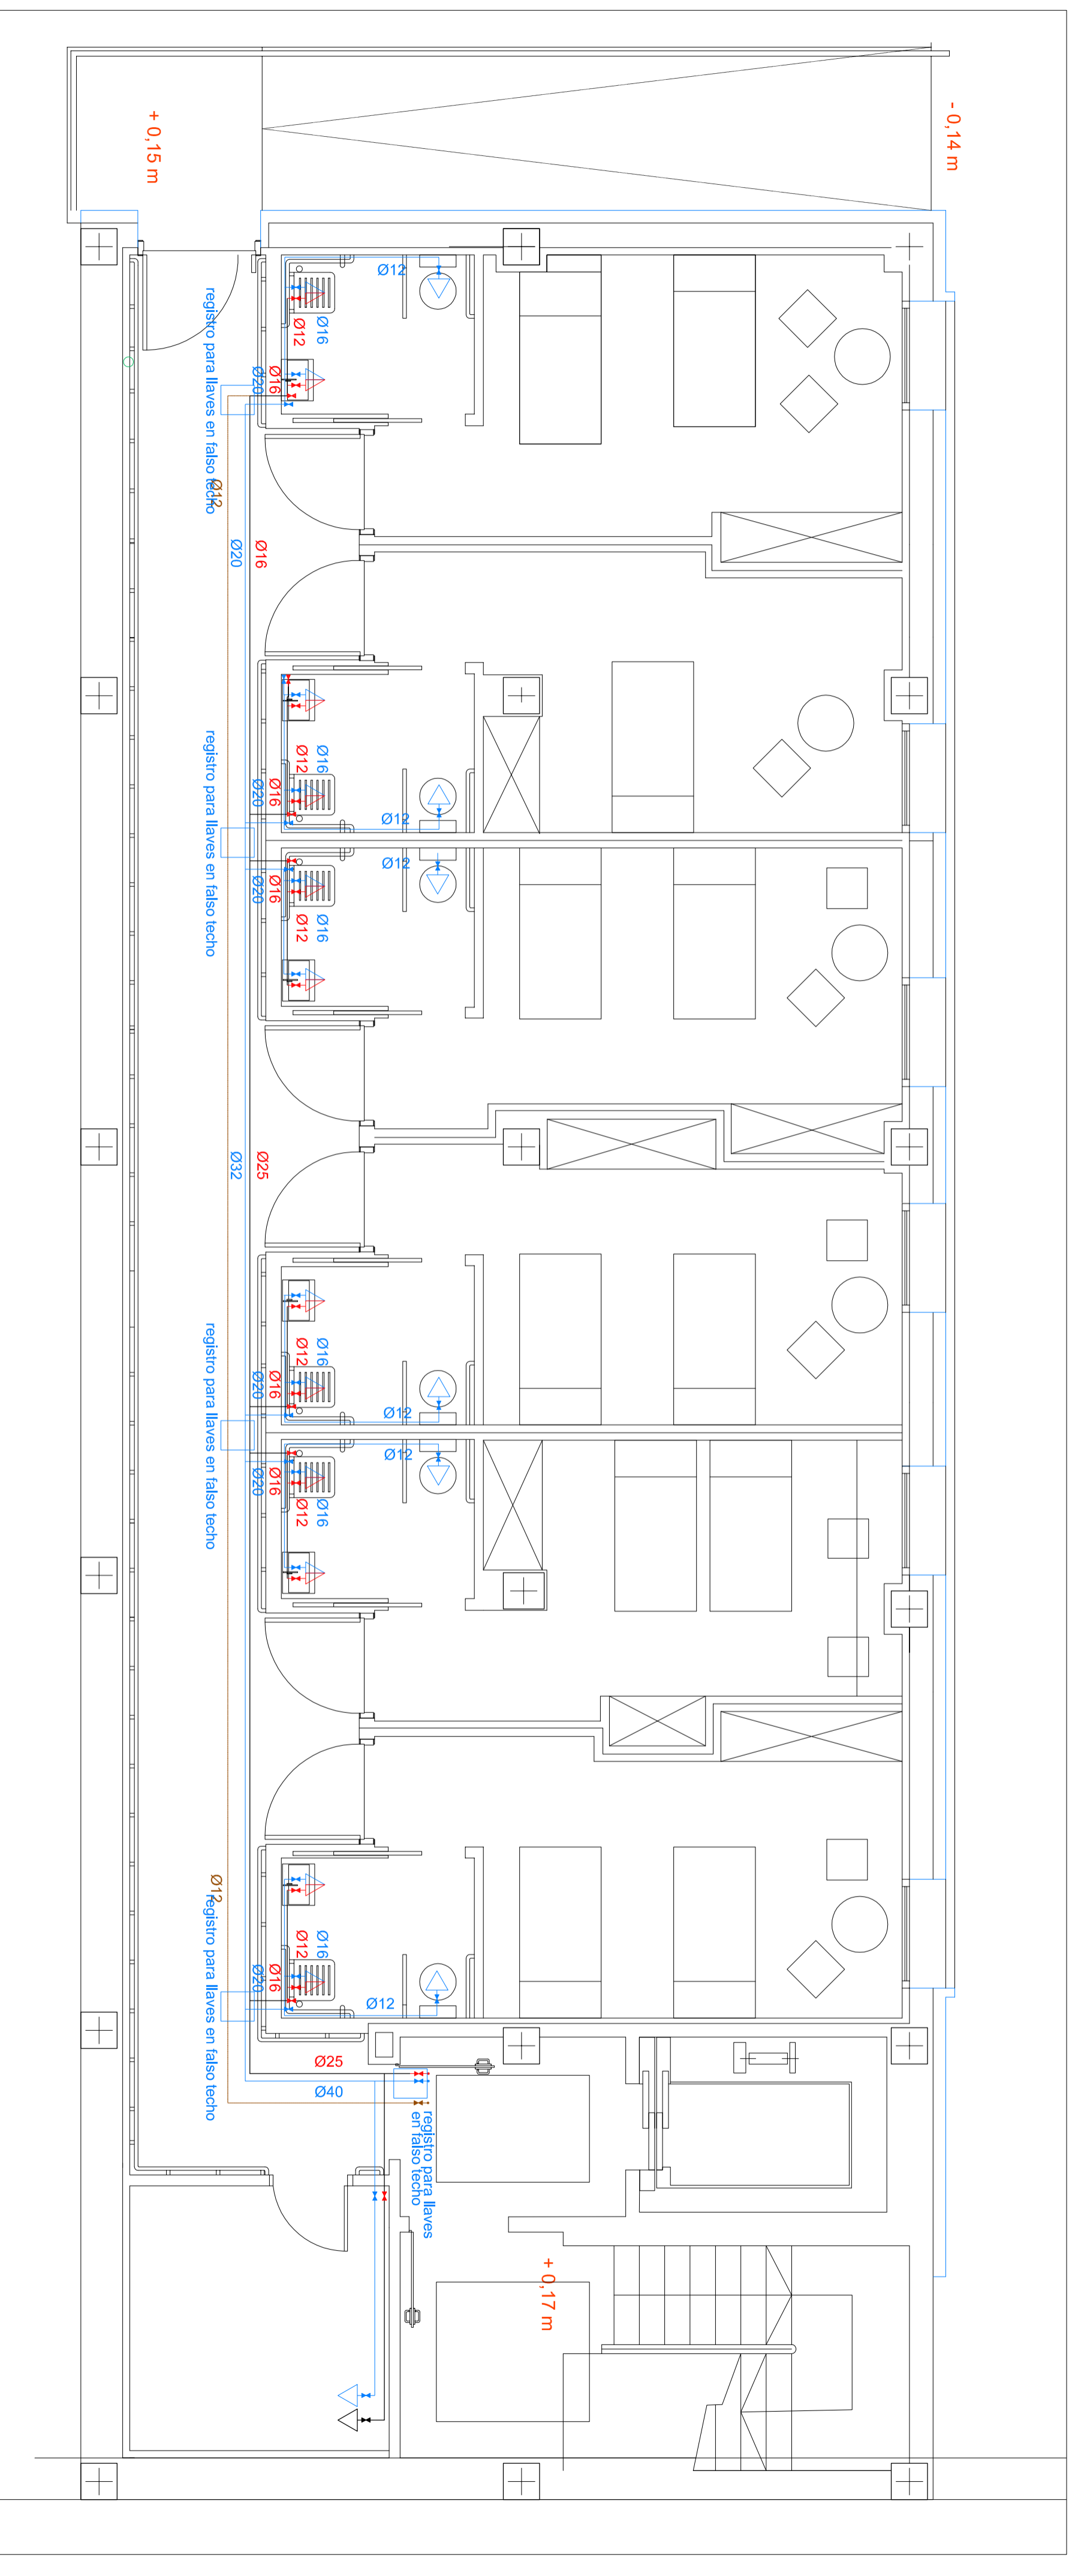 + 0,15 m
- 0,14 m
Ø12
Ø16
Ø12
Ø16
Ø20
registro para llaves en falso techo
Ø12
Ø16
Ø20
Ø16
Ø12
Ø16
Ø20
Ø12
registro para llaves en falso techo
Ø12
Ø16
Ø20
Ø16
Ø12
Ø25
Ø32
Ø16
Ø12
Ø16
Ø20
Ø12
registro para llaves en falso techo
Ø12
Ø16
Ø20
Ø16
Ø12
Ø12
registro para llaves en falso techo
Ø16
Ø12
Ø16
Ø20
Ø12
Ø25
Ø40
registro para llaves
en falso techo
+ 0,17 m